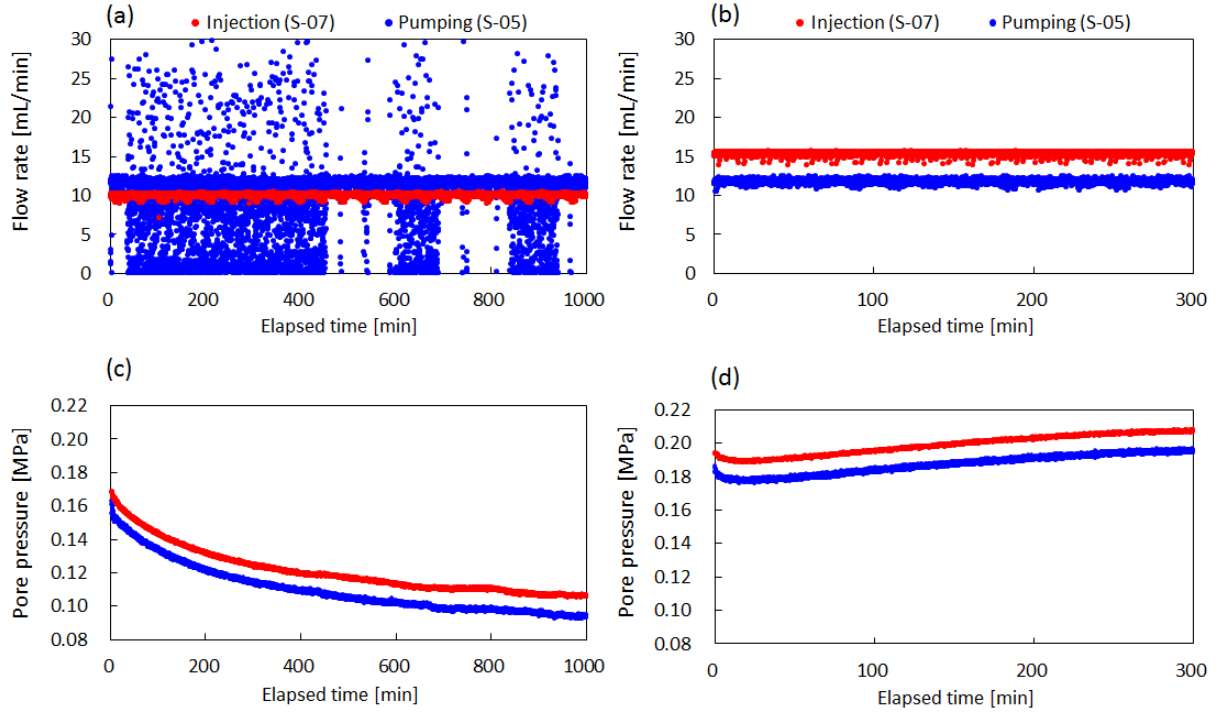 (a)
Injection (S-07) Pumping (S-05)
30
25
20
15
10
5
0
Flow rate [mL/min]
0 200 400 600 800 1000
Elapsed time [min]
(b)
Injection (S-07) Pumping (S-05)
30
25
20
15
10
5
0
Flow rate [mL/min]
0 100 200 300
Elapsed time [min]
(c)
0.22
0.20
0.18
0.16
0.14
0.12
0.10
0.08
Pore pressure [MPa]
0 200 400 600 800 1000
Elapsed time [min]
(d)
0.22
0.20
0.18
0.16
0.14
0.12
0.10
0.08
Pore pressure [MPa]
0 100 200 300
Elapsed time [min]